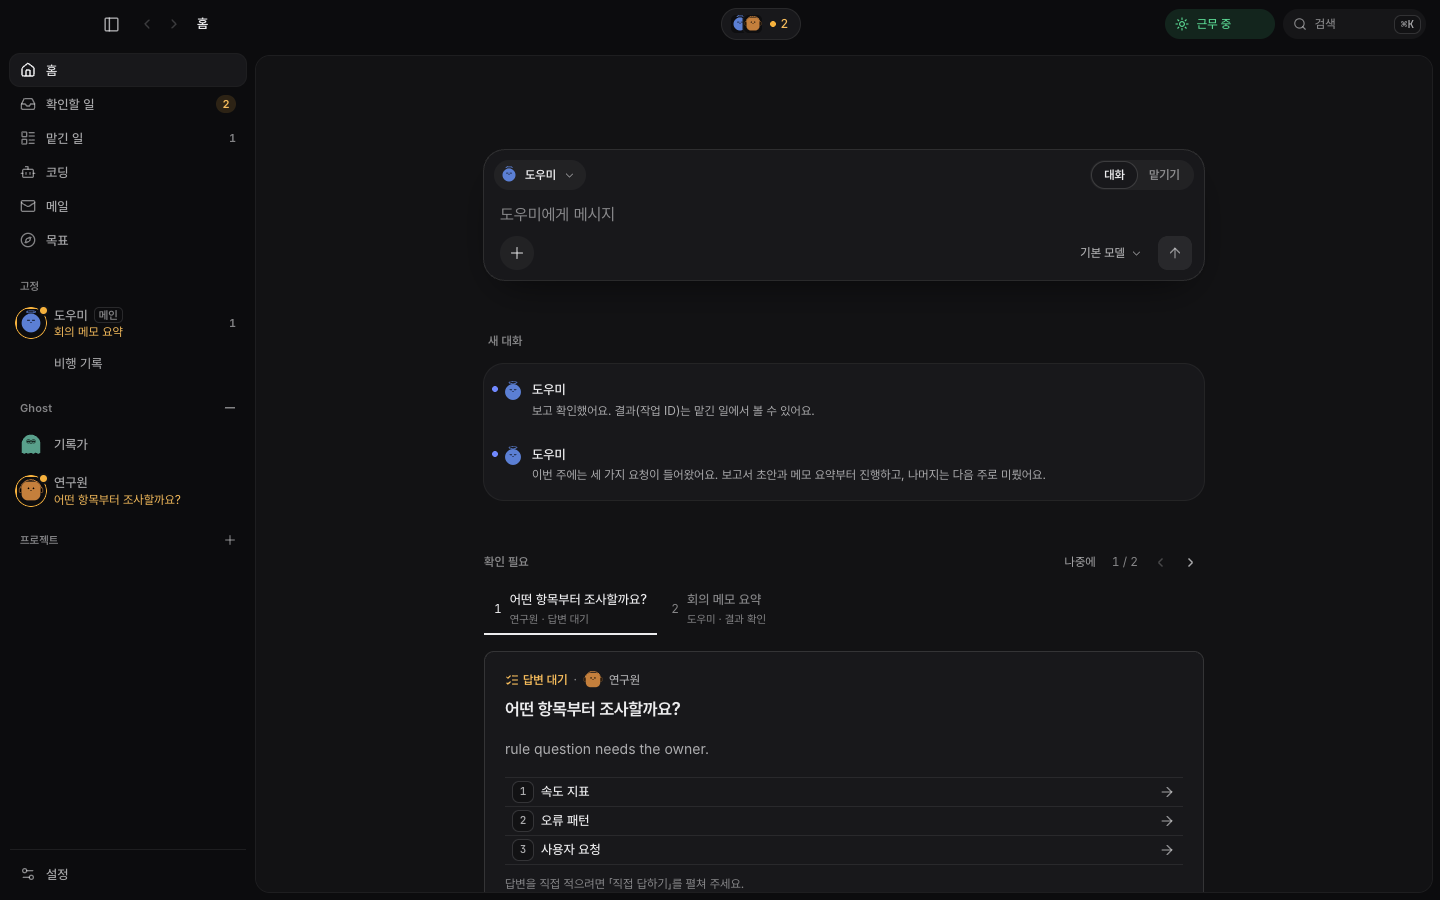 홈
2
근무 중
검색
⌘K
홈
확인할 일
2
맡긴 일
1
코딩
메일
목표
고정
도우미 메인
회의 메모 요약
1
비행 기록
Ghost
기록가
연구원
어떤 항목부터 조사할까요?
프로젝트
설정
도우미
대화
맡기기
도우미에게 메시지
기본 모델
새 대화
도우미
보고 확인했어요. 결과(작업 ID)는 맡긴 일에서 볼 수 있어요.
도우미
이번 주에는 세 가지 요청이 들어왔어요. 보고서 초안과 메모 요약부터 진행하고, 나머지는 다음 주로 미뤘어요.
확인 필요
나중에
1 / 2
1 어떤 항목부터 조사할까요?
연구원 · 답변 대기
2 회의 메모 요약
도우미 · 결과 확인
답변 대기 · 연구원
어떤 항목부터 조사할까요?
rule question needs the owner.
1 속도 지표
2 오류 패턴
3 사용자 요청
답변을 직접 적으려면 「직접 답하기」를 펼쳐 주세요.